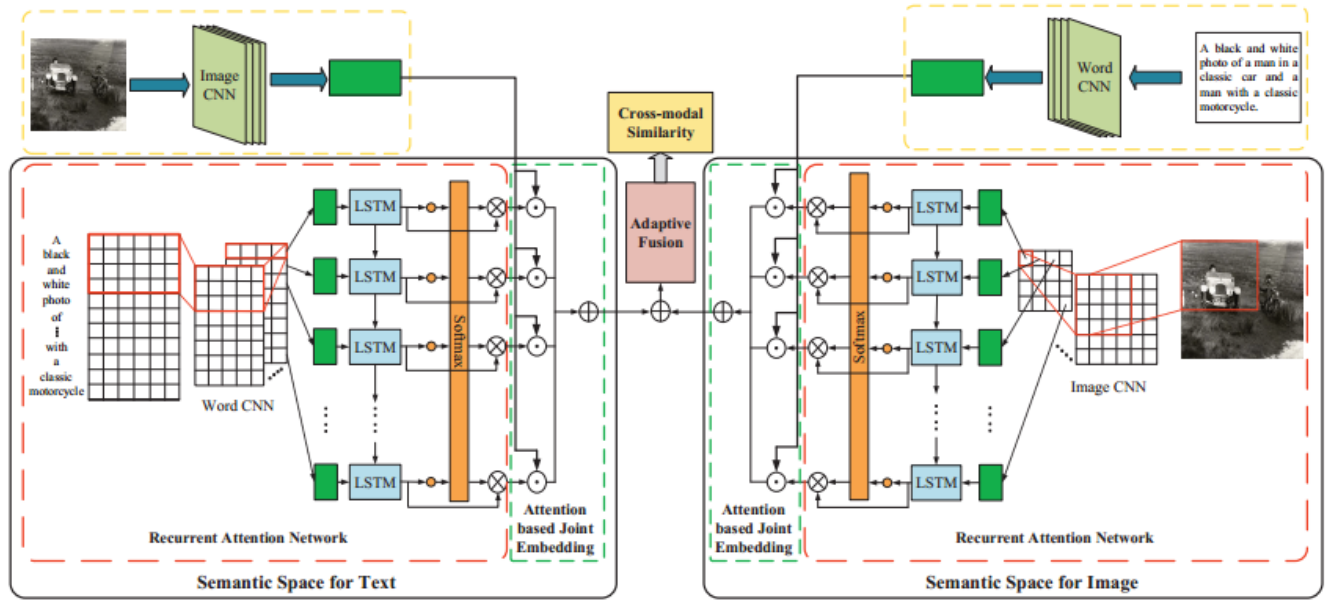 Image
CNN
Word
CNN
A black and white
photo of a man in a
classic car and a
man with a classic
motorcycle.
Cross-modal
Similarity
Adaptive
Fusion
A
black
and
white
photo
of
with
a
classic
motorcycle
Word CNN
LSTM
LSTM
LSTM
LSTM
Softmax
Recurrent Attention Network
Attention
based Joint
Embedding
Semantic Space for Text
Attention
based Joint
Embedding
Softmax
LSTM
LSTM
LSTM
LSTM
Image CNN
Recurrent Attention Network
Semantic Space for Image